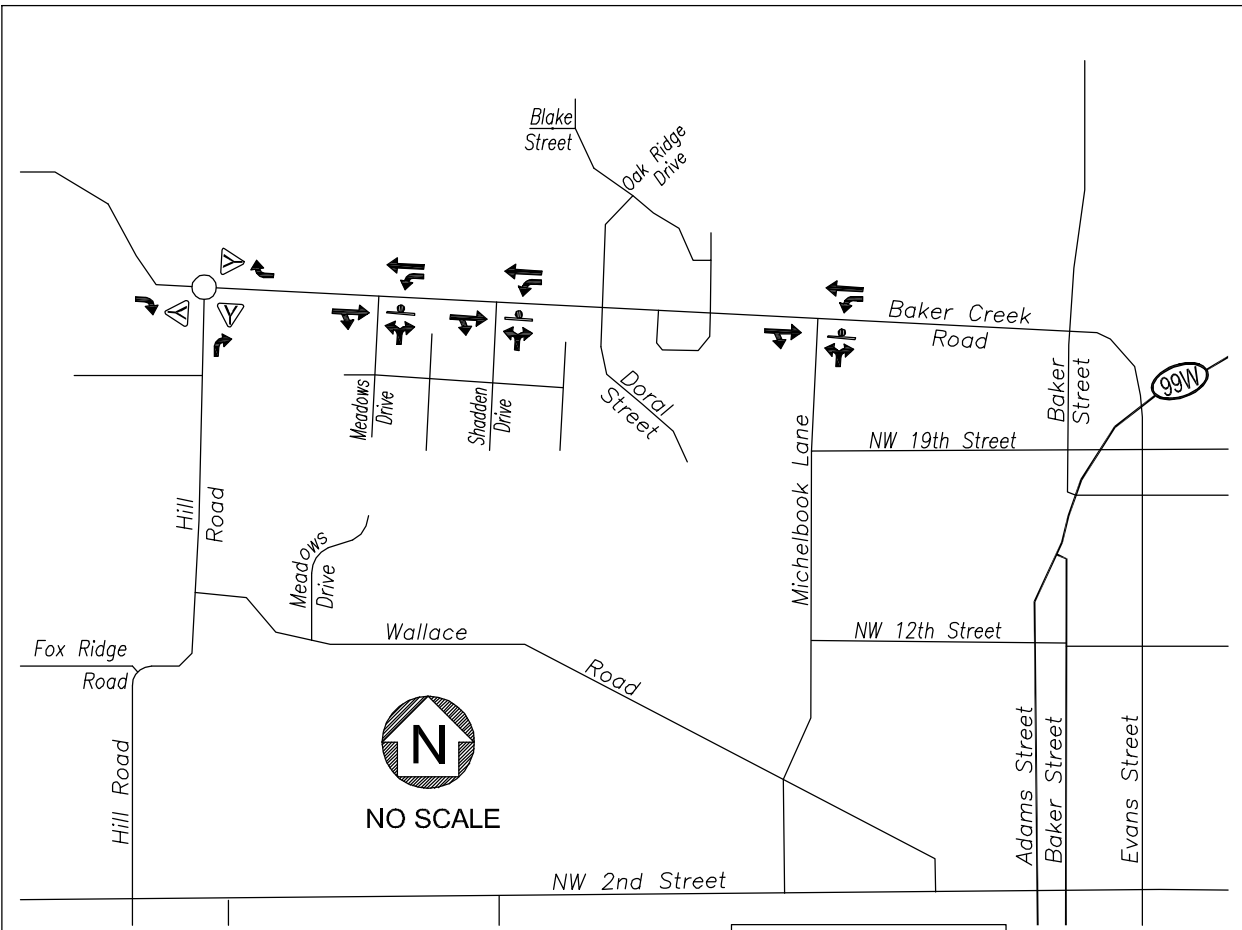 Blake
Street
Oak Ridge
Drive
Y
Y
Y
Baker Creek
Road
99W
Meadows
Drive
Shadden
Drive
Doral
Street
Baker
Street
NW 19th Street
Hill
Road
Michelbook Lane
Meadows
Drive
Wallace
Road
NW 12th Street
Fox Ridge
Road
N
NO SCALE
Hill Road
Adams Street
Baker Street
Evans Street
NW 2nd Street